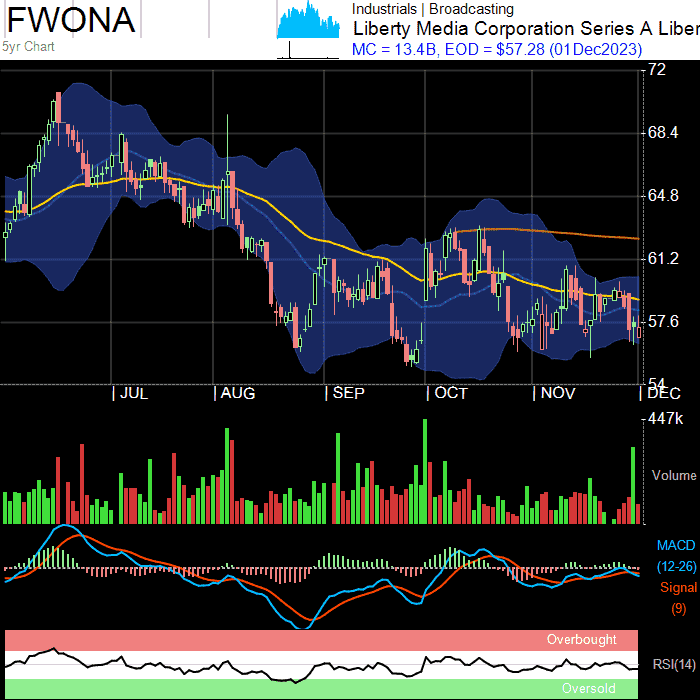 FWONA
5yr Chart
Industrials | Broadcasting
Liberty Media Corporation Series A Liber
MC = 13.4B, EOD = $57.28 (01Dec2023)
72
68.4
64.8
61.2
57.6
54
JUL AUG SEP OCT NOV DEC
447k
Volume
MACD
(12-26)
Signal
(9)
Overbought
RSI(14)
Oversold